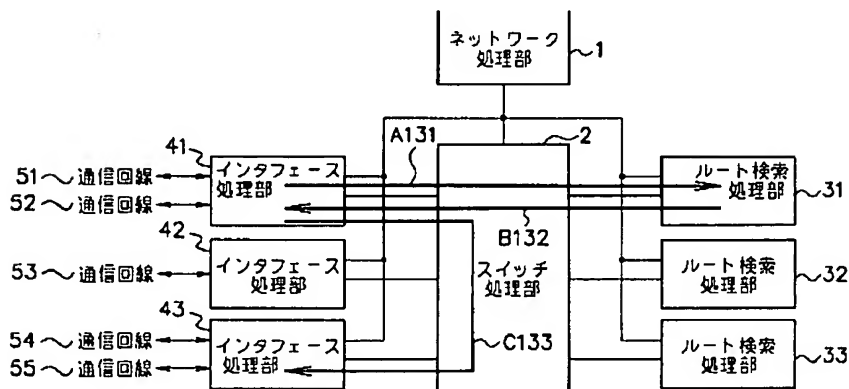 ネットワーク
処理部
1
2
A131
41
インタフェース
処理部
51 通信回線
52 通信回線
ルート検索
処理部
31
B132
42
インタフェース
処理部
53 通信回線
スイッチ
処理部
ルート検索
処理部
32
43
インタフェース
処理部
54 通信回線
55 通信回線
C133
ルート検索
処理部
33